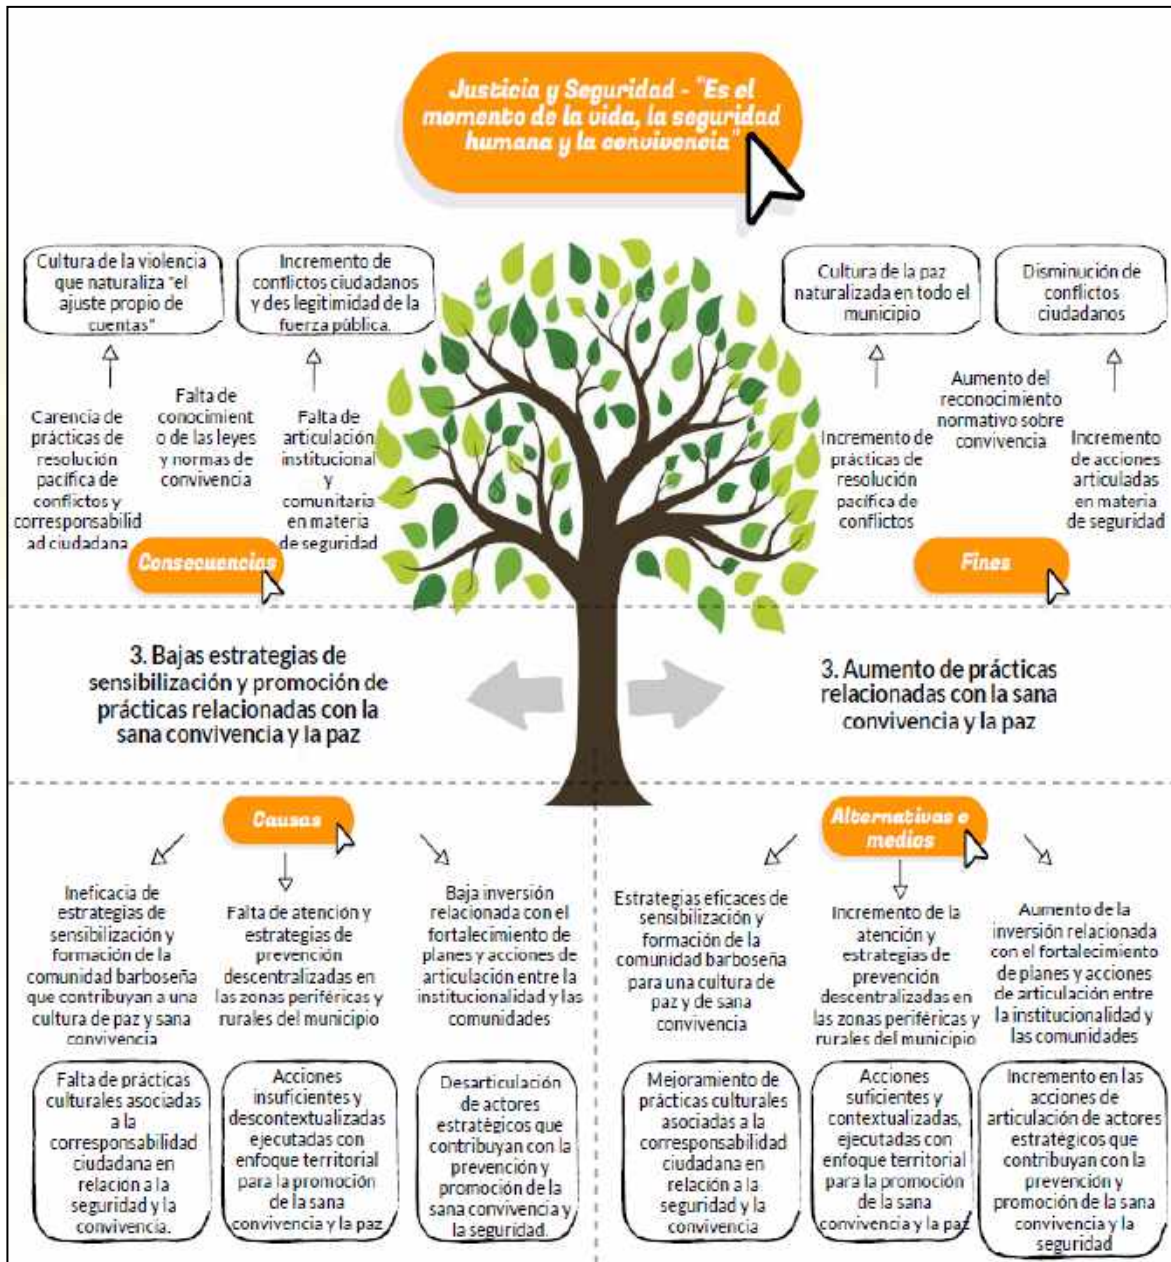 Justicia y Seguridad - "Es el
momento de la vida, la seguridad
humana y la convivencia"
Cultura de la violencia
que naturaliza "el
ajuste propio de
cuentas"
Incremento de
conflictos ciudadanos
y des legitimidad de la
fuerza pública.
Carencia de
prácticas de
resolución
pacífica de
conflictos y
corresponsabilid
ad ciudadana
Falta de
conocimient
o de las leyes
y normas de
convivencia
Falta de
articulación
institucional
y
comunitaria
en materia
de seguridad
Consecuencias
Cultura de la paz
naturalizada en todo el
municipio
Disminución de
conflictos
ciudadanos
Incremento de
prácticas de
resolución
pacífica de
conflictos
Aumento del
reconocimiento
normativo sobre
convivencia
Incremento
de acciones
articuladas
en materia
de seguridad
Fines
3. Bajas estrategias de
sensibilización y promoción de
prácticas relacionadas con la
sana convivencia y la paz
3. Aumento de prácticas
relacionadas con la sana
convivencia y la paz
Causas
Ineficacia de
estrategias de
sensibilización y
formación de la
comunidad barboseña
que contribuyan a una
cultura de paz y sana
convivencia
Falta de atención y
estrategias de
prevención
descentralizadas en
las zonas periféricas y
rurales del municipio
Baja inversión
relacionada con el
fortalecimiento de
planes y acciones de
articulación entre la
institucionalidad y las
comunidades
Falta de prácticas
culturales asociadas
a la
corresponsabilidad
ciudadana en
relación a la
seguridad y la
convivencia.
Acciones
insuficientes y
descontextualizadas
ejecutadas con
enfoque territorial
para la promoción
de la sana
convivencia y la paz
Desarticulación
de actores
estratégicos que
contribuyan con la
prevención y
promoción de la
sana convivencia y
la seguridad.
Alternativas o
medios
Estrategias eficaces de
sensibilización y
formación de la
comunidad barboseña
para una cultura de
paz y de sana
convivencia
Incremento de la
atención y
estrategias de
prevención
descentralizadas en
las zonas periféricas y
rurales del municipio
Aumento de la
inversión relacionada
con el fortalecimiento
de planes y acciones
de articulación entre
la institucionalidad y
las comunidades
Mejoramiento de
prácticas culturales
asociadas a la
corresponsabilidad
ciudadana en
relación a la
seguridad y la
convivencia
Acciones
suficientes y
contextualizadas,
ejecutadas con
enfoque territorial
para la promoción
de la sana
convivencia y la paz
Incremento en las
acciones de
articulación de actores
estratégicos que
contribuyan con la
prevención y
promoción de la sana
convivencia y la
seguridad